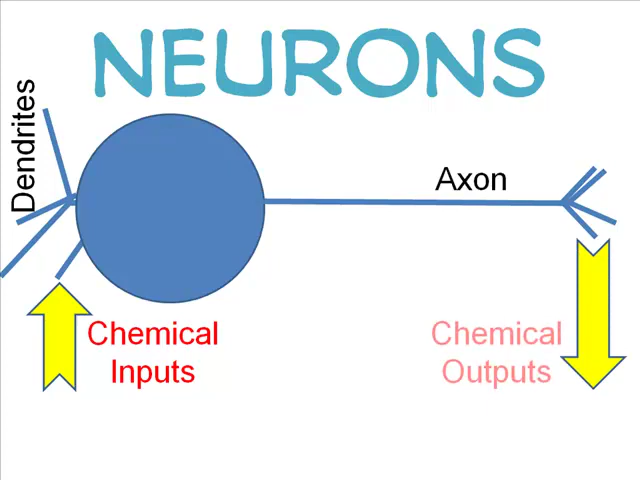 NEURONS
Dendrites
Axon
Chemical
Inputs
Chemical
Outputs